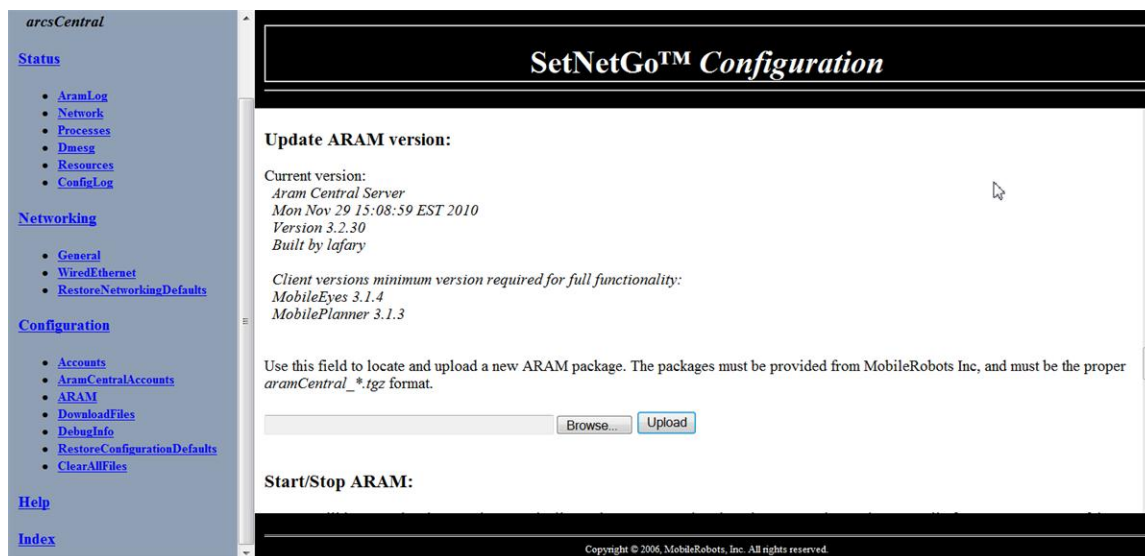 arcsCentral
Status
AramLog
Network
Processes
Dmesg
Resources
ConfigLog
Networking
General
WiredEthernet
RestoreNetworkingDefaults
Configuration
Accounts
AramCentralAccounts
ARAM
DownloadFiles
DebugInfo
RestoreConfigurationDefaults
ClearAllFiles
Help
Index
SetNetGo™ Configuration
Update ARAM version:
Current version:
Aram Central Server
Mon Nov 29 15:08:59 EST 2010
Version 3.2.30
Built by lafary
Client versions minimum version required for full functionality:
MobileEyes 3.1.4
MobilePlanner 3.1.3
Use this field to locate and upload a new ARAM package. The packages must be provided from MobileRobots Inc, and must be the proper
aramCentral_*.tgz format.
Browse... Upload
Start/Stop ARAM:
Copyright © 2006, MobileRobots, Inc. All rights reserved.